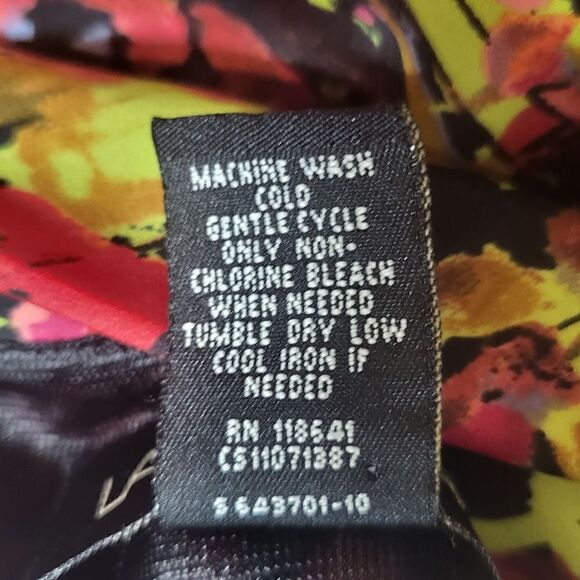 MACHINE WASH
COLD
GENTLE CYCLE
ONLY NON-
CHLORINE BLEACH
WHEN NEEDED
TUMBLE DRY LOW
COOL IRON IF
NEEDED
RN 118641
CS11071387
S 643701-10